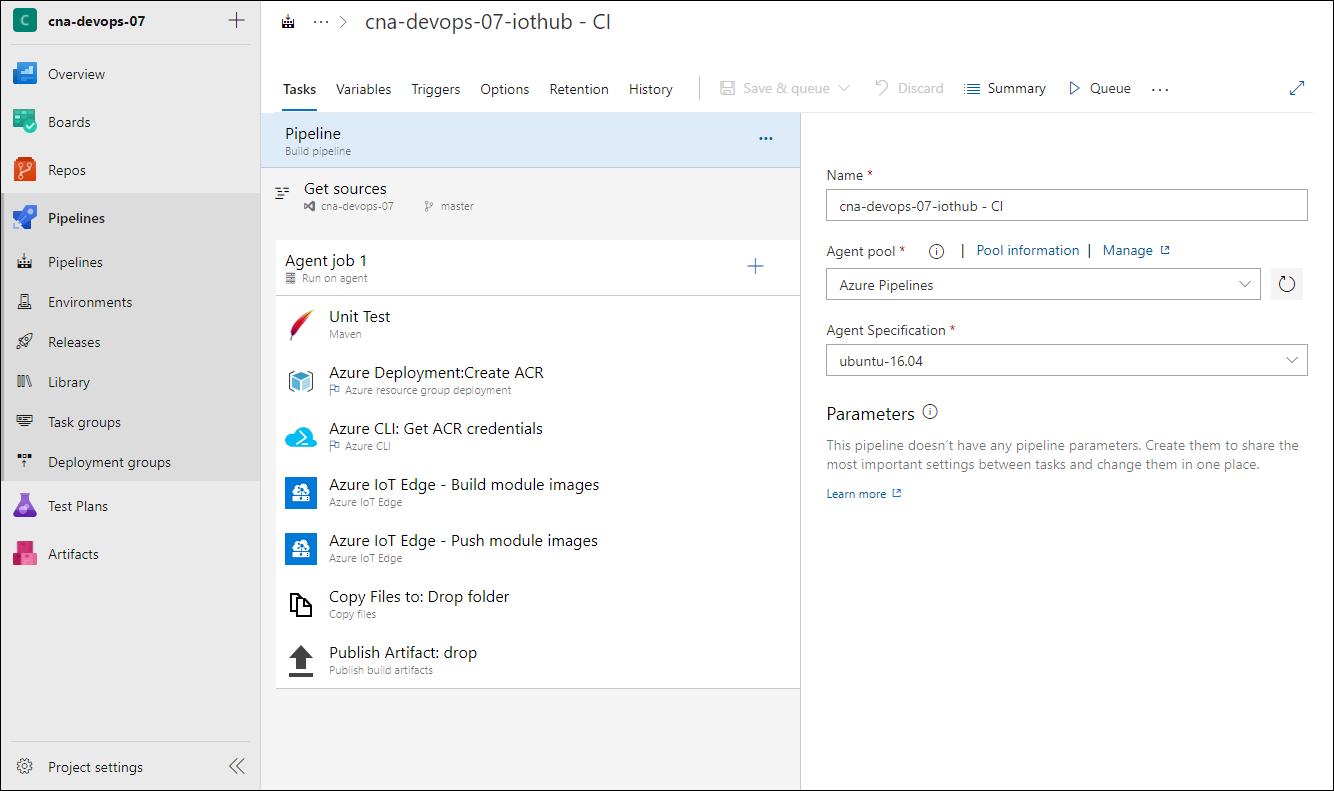 C cna-devops-07
Overview
Boards
Repos
Pipelines
Pipelines
Environments
Releases
Library
Task groups
Deployment groups
Test Plans
Artifacts
Project settings
··· > cna-devops-07-iothub - CI
Tasks Variables Triggers Options Retention History Save & queue Discard Summary Queue ...
Pipeline
Build pipeline
Get sources
cna-devops-07 master
Agent job 1
Run on agent
Unit Test
Maven
Azure Deployment:Create ACR
Azure resource group deployment
Azure CLI: Get ACR credentials
Azure CLI
Azure IoT Edge - Build module images
Azure IoT Edge
Azure IoT Edge - Push module images
Azure IoT Edge
Copy Files to: Drop folder
Copy files
Publish Artifact: drop
Publish build artifacts
Name *
cna-devops-07-iothub - CI
Agent pool * | Pool information | Manage
Azure Pipelines
Agent Specification *
ubuntu-16.04
Parameters
This pipeline doesn't have any pipeline parameters. Create them to share the
most important settings between tasks and change them in one place.
Learn more